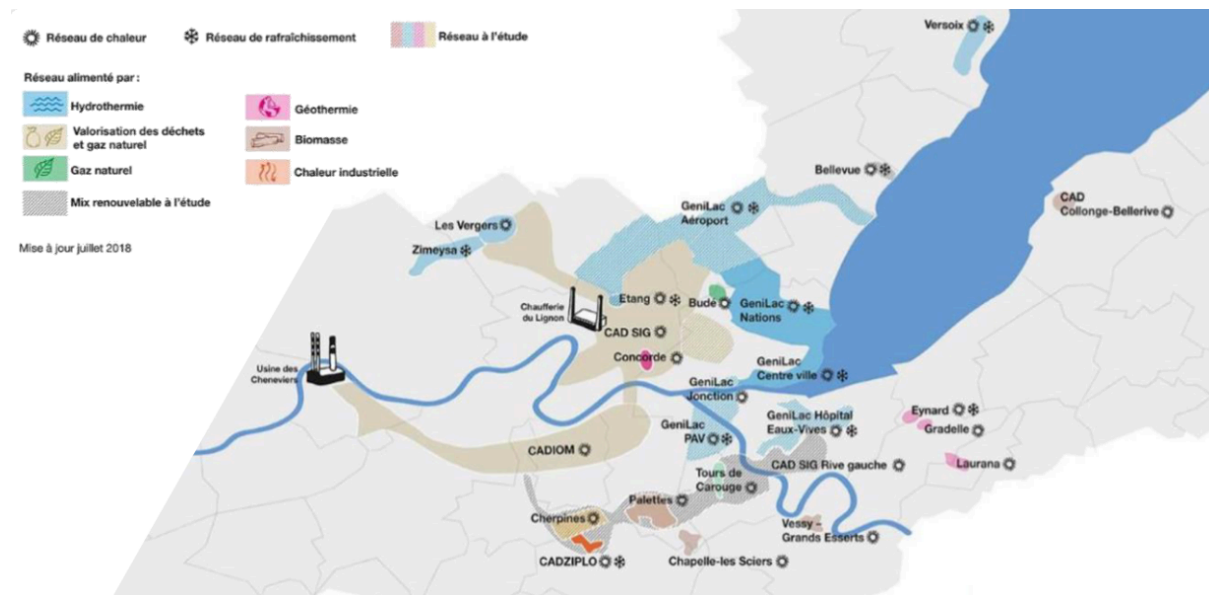 Réseau de chaleur
Réseau de rafraîchissement
Réseau à l'étude
Réseau alimenté par :
Hydrothermie
Valorisation des déchets
et gaz naturel
Gaz naturel
Mix renouvelable à l'étude
Géothermie
Biomasse
Chaleur industrielle
Mise à jour juillet 2018
Versoix
Bellevue
CAD
Collonge-Bellerive
GeniLac
Aéroport
Les Vergers
Zimeysa
Etang
Budé
GeniLac
Nations
Chaufferie
du Lignon
CAD SIG
Concorde
Usine des
Cheneviers
GeniLac
Centre ville
GeniLac
Jonction
GeniLac
PAV
GeniLac Hôpital
Eaux-Vives
Eynard
Gradelle
CADIOM
CAD SIG Rive gauche
Laurana
Tours de
Carouge
Palettes
Cherpines
Vessy –
Grands Esserts
CADZIPLO
Chapelle-les Sciers